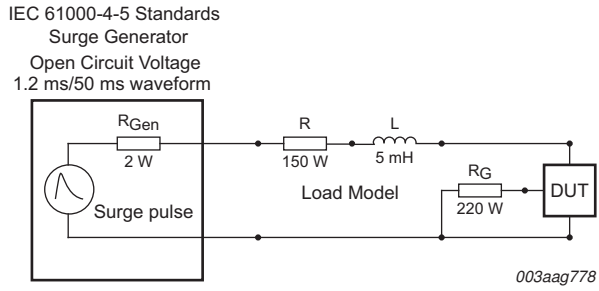 IEC 61000-4-5 Standards
Surge Generator
Open Circuit Voltage
1.2 ms/50 ms waveform
RGen
2 W
Surge pulse
R
150 W
L
5 mH
Load Model
RG
220 W
DUT
003aag778